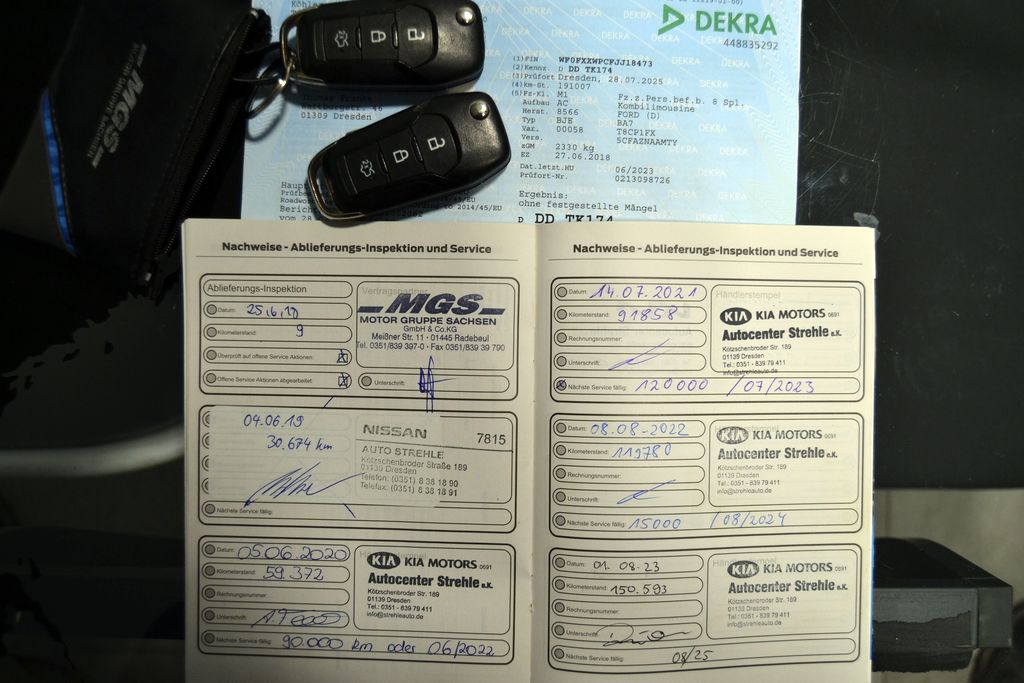 MGS
DEKRA
448835292
(1)FIN WF0FXXWPCFJJ18473
(2)Kennz. D DD TK174
(3)Prüfort Dresden, 28.07.2025
(4)km-St. 191007
(5)Fz-Kl. M1 Fz.z.Pers.bef.b. 8 Spl.
Aufbau AC Kombilimousine
Herst. 8566 FORD (D)
Typ BJE BA7
Var. 00058 T8CP1FX
Vers. 5CFAZNAAMTY
zGM 2330 kg
EZ 27.06.2018
Dat.letzt.HU 06/2023
Prüfort-Nr. 0213098726
Ergebnis:
ohne festgestellte Mängel
D DD TK174
01309 Dresden
Nachweise - Ablieferungs-Inspektion und Service
Ablieferungs-Inspektion
Datum: 25.6.18
Kilometerstand: 9
Überprüft auf offene Service Aktionen: X
Offene Service Aktionen abgearbeitet: X
Vertragspartner
MGS
MOTOR GRUPPE SACHSEN
GmbH & Co.KG
Meißner Str. 11 · 01445 Radebeul
Tel. 0351/839 397-0 · Fax 0351/839 39 790
Unterschrift:
04.06.19
30.674 km
NISSAN 7815
AUTO STREHLE
Kötzschenbroder Straße 189
01139 Dresden
Telefon: (0351) 8 38 18 90
Telefax: (0351) 8 38 18 91
Nächste Service fällig:
Datum: 05.06.2020
Kilometerstand: 59.372
Rechnungsnummer:
Unterschrift:
Nächste Service fällig: 90.000 km oder 06/2022
KIA KIA MOTORS 0691
Autocenter Strehle e.K.
Kötzschenbroder Str. 189
01139 Dresden
Tel.: 0351 - 839 79 411
info@strehleauto.de
Nachweise - Ablieferungs-Inspektion und Service
Datum: 14.07.2021
Kilometerstand: 91858
Rechnungsnummer:
Unterschrift:
Nächste Service fällig: 120000 / 07/2023
Händlerstempel
KIA KIA MOTORS 0691
Autocenter Strehle e.K.
Kötzschenbroder Str. 189
01139 Dresden
Tel.: 0351 - 839 79 411
info@strehleauto.de
Datum: 08.08-2022
Kilometerstand: 119780
Rechnungsnummer:
Unterschrift:
Nächste Service fällig: 15000 / 08/2024
KIA KIA MOTORS 0691
Autocenter Strehle e.K.
Kötzschenbroder Str. 189
01139 Dresden
Tel.: 0351 - 839 79 411
info@strehleauto.de
Datum: 01.08.23
Kilometerstand: 150.593
Rechnungsnummer:
Unterschrift:
Nächste Service fällig: 08/25
KIA KIA MOTORS 0691
Autocenter Strehle e.K.
Kötzschenbroder Str. 189
01139 Dresden
Tel.: 0351 - 839 79 411
info@strehleauto.de